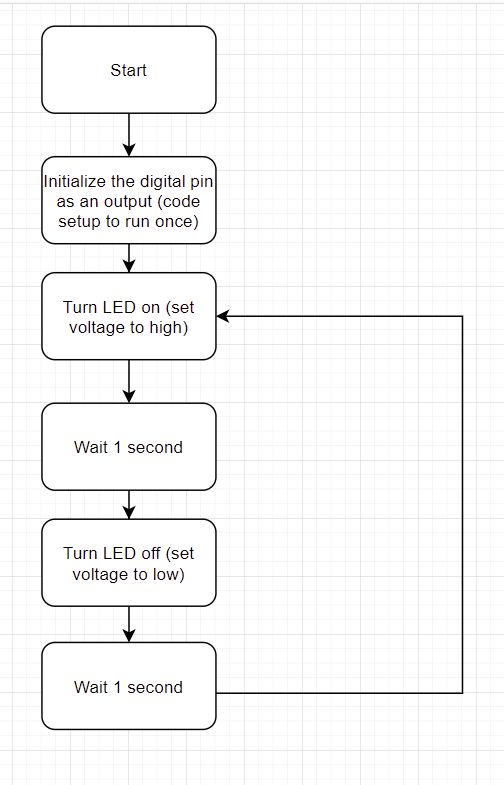 Start
Initialize the digital pin
as an output (code
setup to run once)
Turn LED on (set
voltage to high)
Wait 1 second
Turn LED off (set
voltage to low)
Wait 1 second